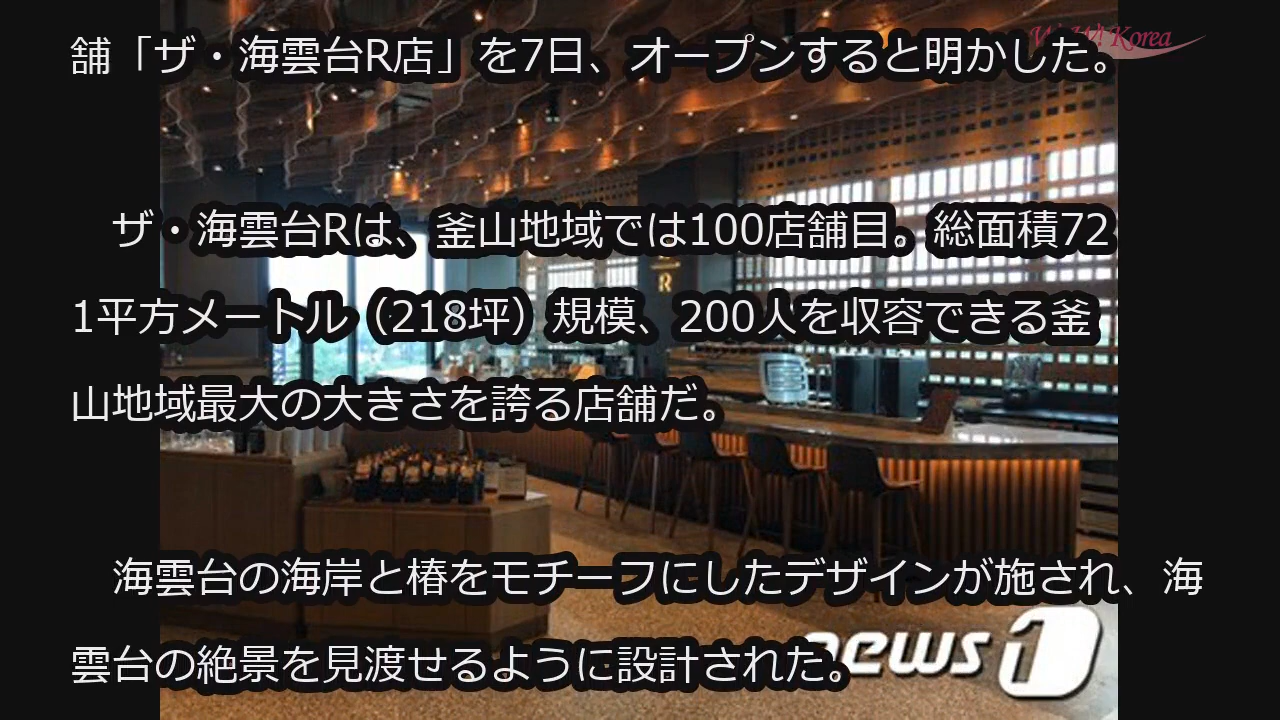 舗「ザ・海雲台R店」を7日、オープンすると明かした。
Korea
ザ・海雲台Rは、釜山地域では100店舗目。総面積72
R
1平方メートル（218坪）規模、200人を収容できる釜
山地域最大の大きさを誇る店舗だ。
海雲台の海岸と椿をモチーフにしたデザインが施され、海
雲台の絶景を見渡せるように設計された。
news1